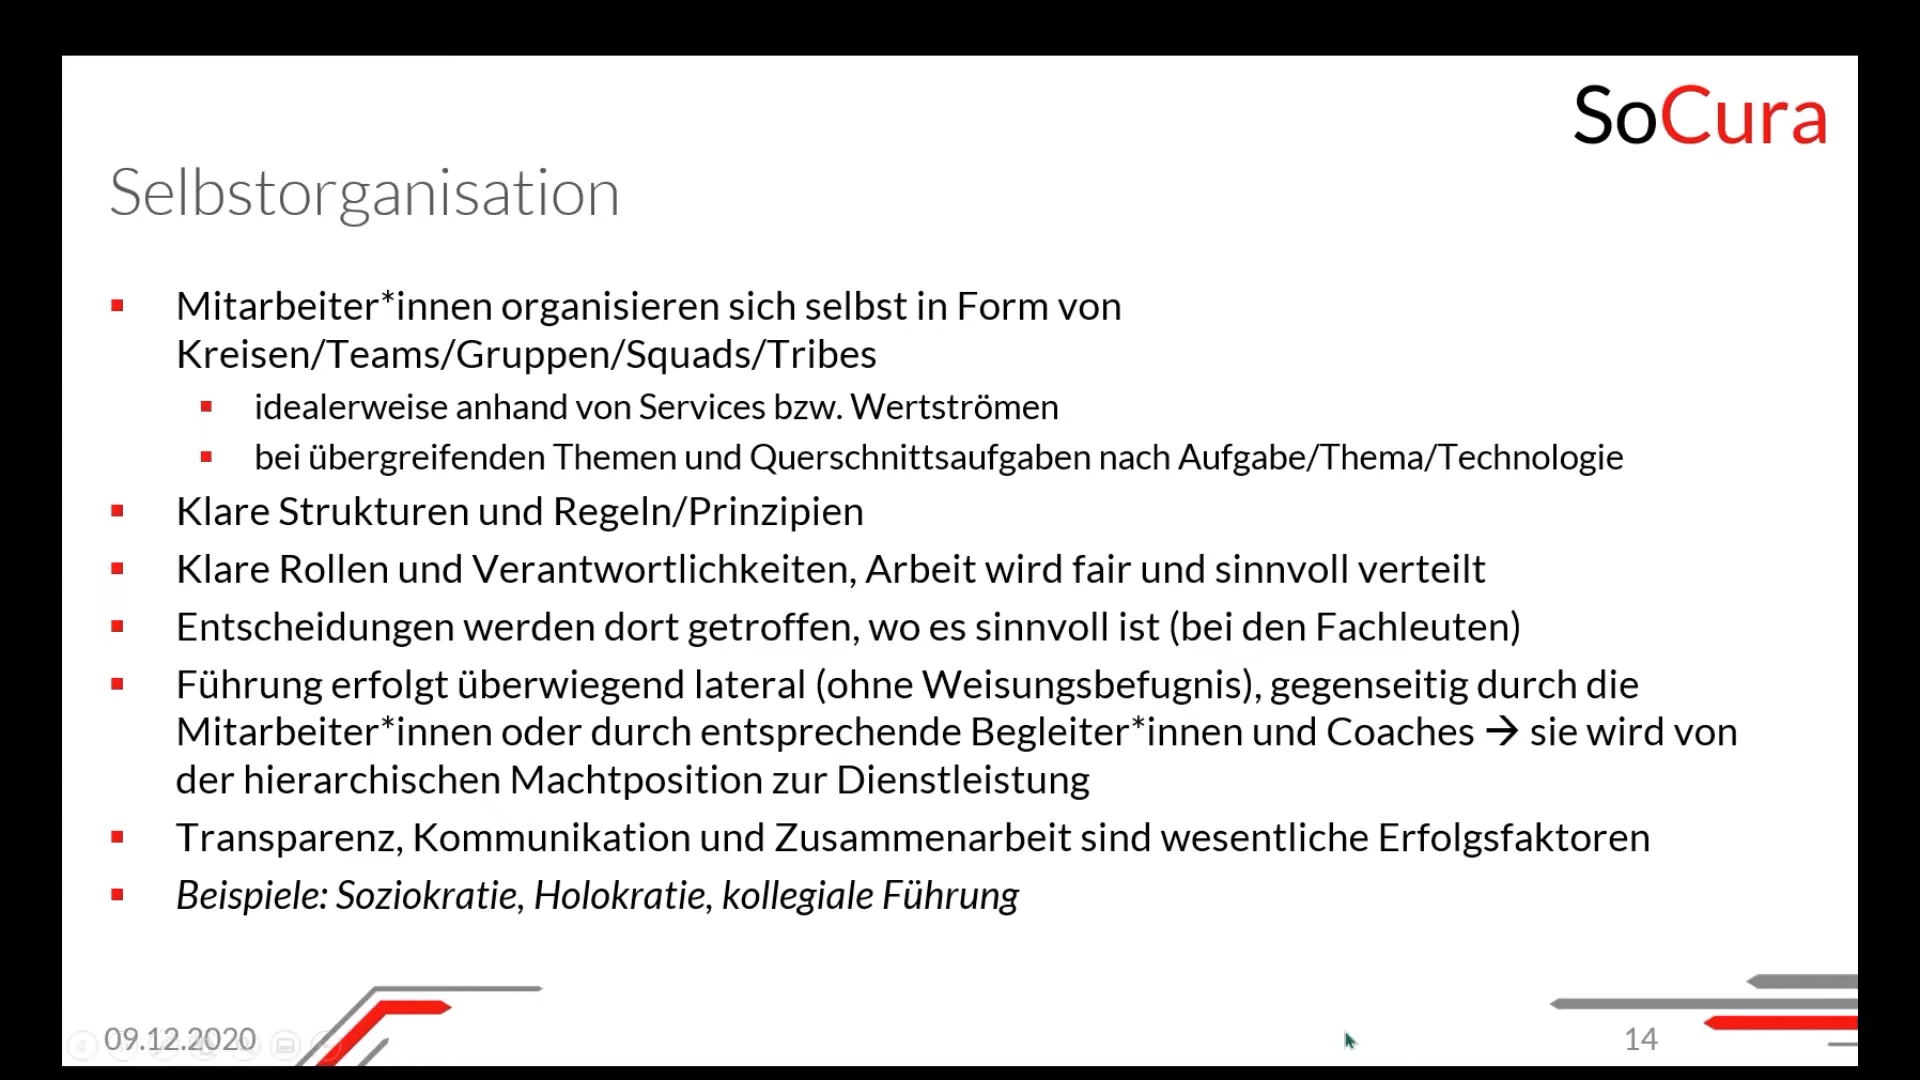 SoCura
Selbstorganisation
Mitarbeiter*innen organisieren sich selbst in Form von
Kreisen/Teams/Gruppen/Squads/Tribes
idealerweise anhand von Services bzw. Wertströmen
bei übergreifenden Themen und Querschnittsaufgaben nach Aufgabe/Thema/Technologie
Klare Strukturen und Regeln/Prinzipien
Klare Rollen und Verantwortlichkeiten, Arbeit wird fair und sinnvoll verteilt
Entscheidungen werden dort getroffen, wo es sinnvoll ist (bei den Fachleuten)
Führung erfolgt überwiegend lateral (ohne Weisungsbefugnis), gegenseitig durch die
Mitarbeiter*innen oder durch entsprechende Begleiter*innen und Coaches → sie wird von
der hierarchischen Machtposition zur Dienstleistung
Transparenz, Kommunikation und Zusammenarbeit sind wesentliche Erfolgsfaktoren
Beispiele: Soziokratie, Holokratie, kollegiale Führung
09.12.2020
14